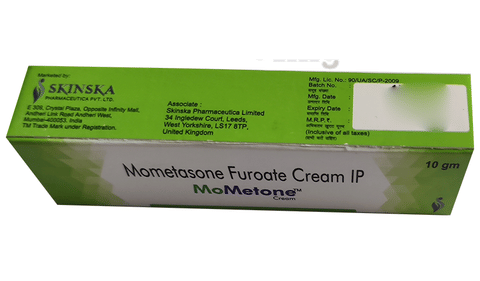 Marketed by:
SKINSKA
PHARMACEUTICA PVT. LTD.
E 309, Crystal Plaza, Opposite Infinity Mall,
Andheri Link Road Andheri West,
Mumbai-400053, India
TM Trade Mark under Registration.
Associate :
Skinska Pharmaceutica Limited
34 Ingledew Court, Leeds,
West Yorkshire, LS17 8TP,
United Kingdom
Mfg. Lic. No.: 90/UA/SC/P-2009
Batch No.
Mfg. Date
Expiry Date
M.R.P. ₹
(Inclusive of all taxes)
Mometasone Furoate Cream IP
MoMetone™
Cream
10 gm